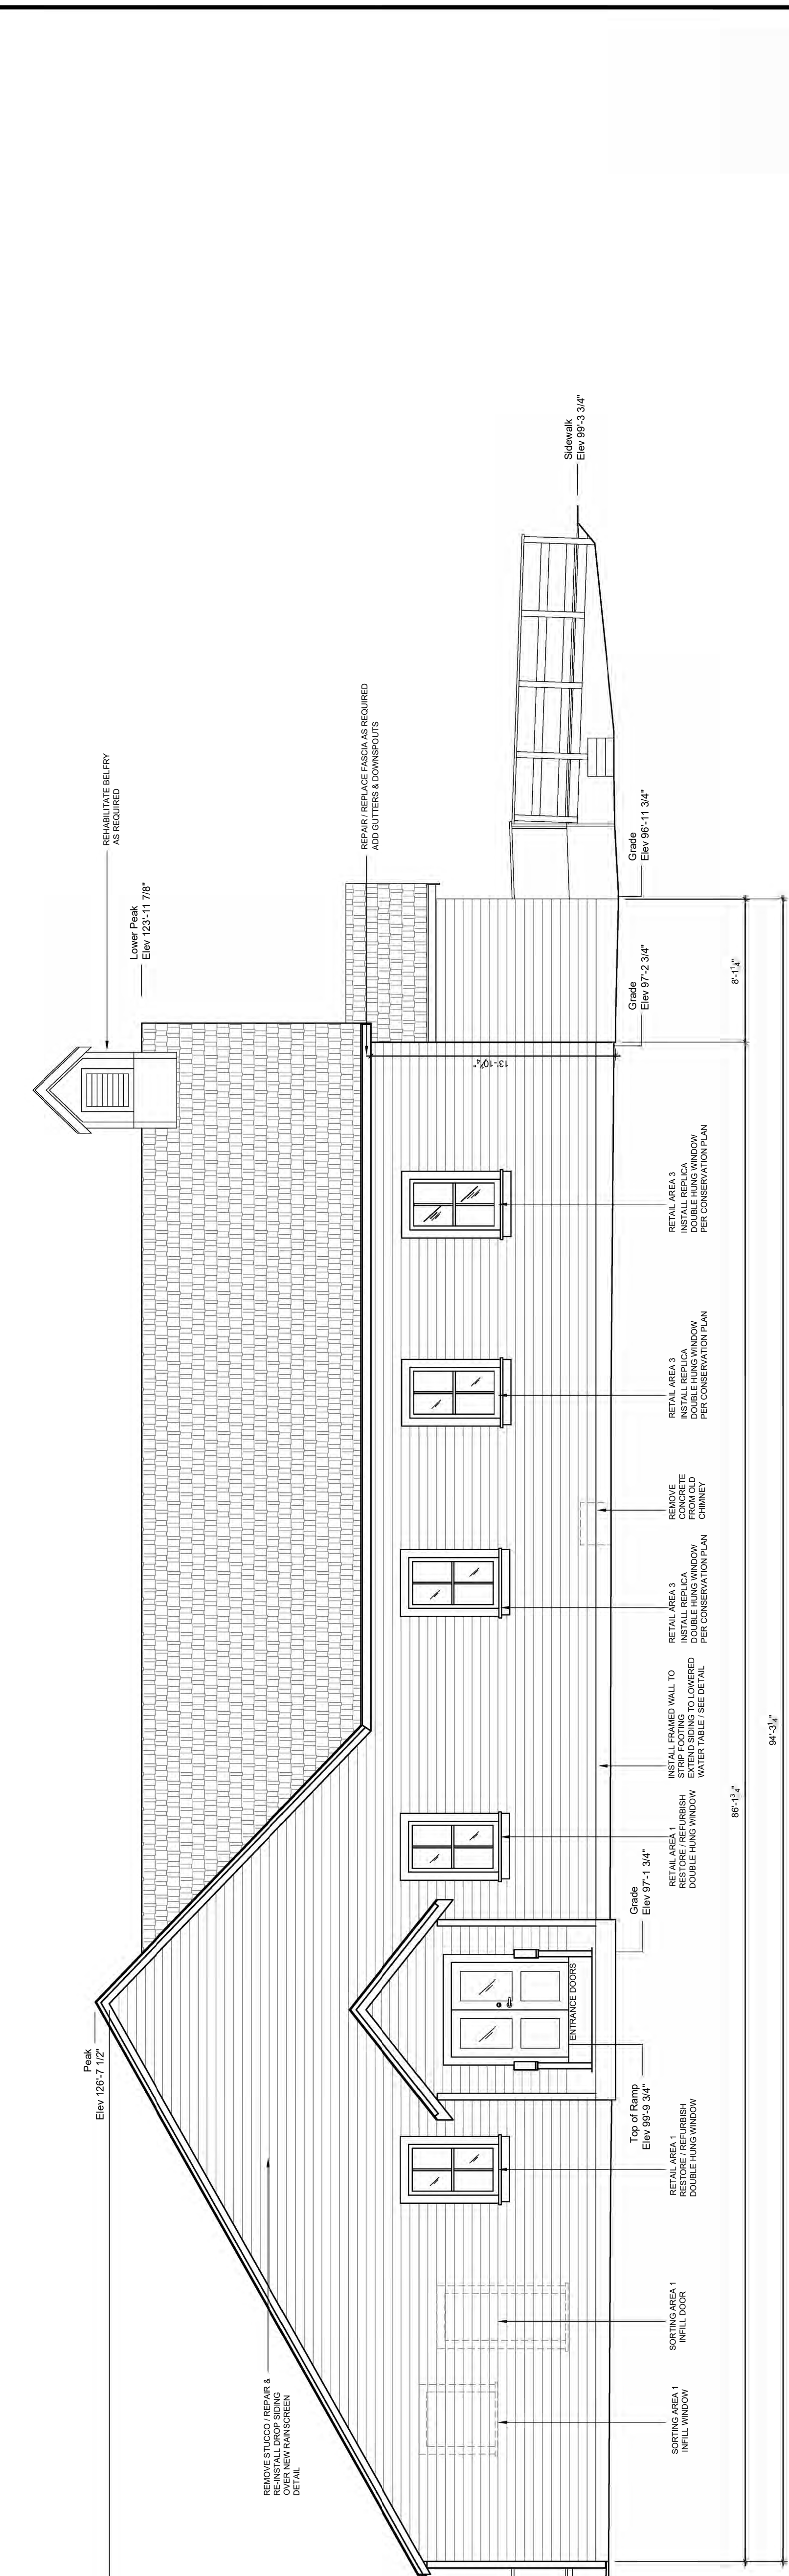 Peak
Elev 126'-7 1/2"
Lower Peak
Elev 123'-11 7/8"
REHABILITATE BELFRY
AS REQUIRED
REMOVE STUCCO / REPAIR &
RE-INSTALL DROP SIDING
OVER NEW RAINSCREEN
DETAIL
REPAIR / REPLACE FASCIA AS REQUIRED
ADD GUTTERS & DOWNSPOUTS
Sidewalk
Elev 99'-3 3/4"
ENTRANCE DOORS
Top of Ramp
Elev 99'-9 3/4"
Grade
Elev 97'-1 3/4"
Grade
Elev 97'-2 3/4"
Grade
Elev 96'-11 3/4"
SORTING AREA 1
INFILL WINDOW
SORTING AREA 1
INFILL DOOR
RETAIL AREA 1
RESTORE / REFURBISH
DOUBLE HUNG WINDOW
RETAIL AREA 1
RESTORE / REFURBISH
DOUBLE HUNG WINDOW
INSTALL FRAMED WALL TO
STRIP FOOTING
EXTEND SIDING TO LOWERED
WATER TABLE / SEE DETAIL
RETAIL AREA 3
INSTALL REPLICA
DOUBLE HUNG WINDOW
PER CONSERVATION PLAN
REMOVE
CONCRETE
FROM OLD
CHIMNEY
RETAIL AREA 3
INSTALL REPLICA
DOUBLE HUNG WINDOW
PER CONSERVATION PLAN
RETAIL AREA 3
INSTALL REPLICA
DOUBLE HUNG WINDOW
PER CONSERVATION PLAN
86'-1 3/4"
8'-1 1/4"
94'-3 1/4"